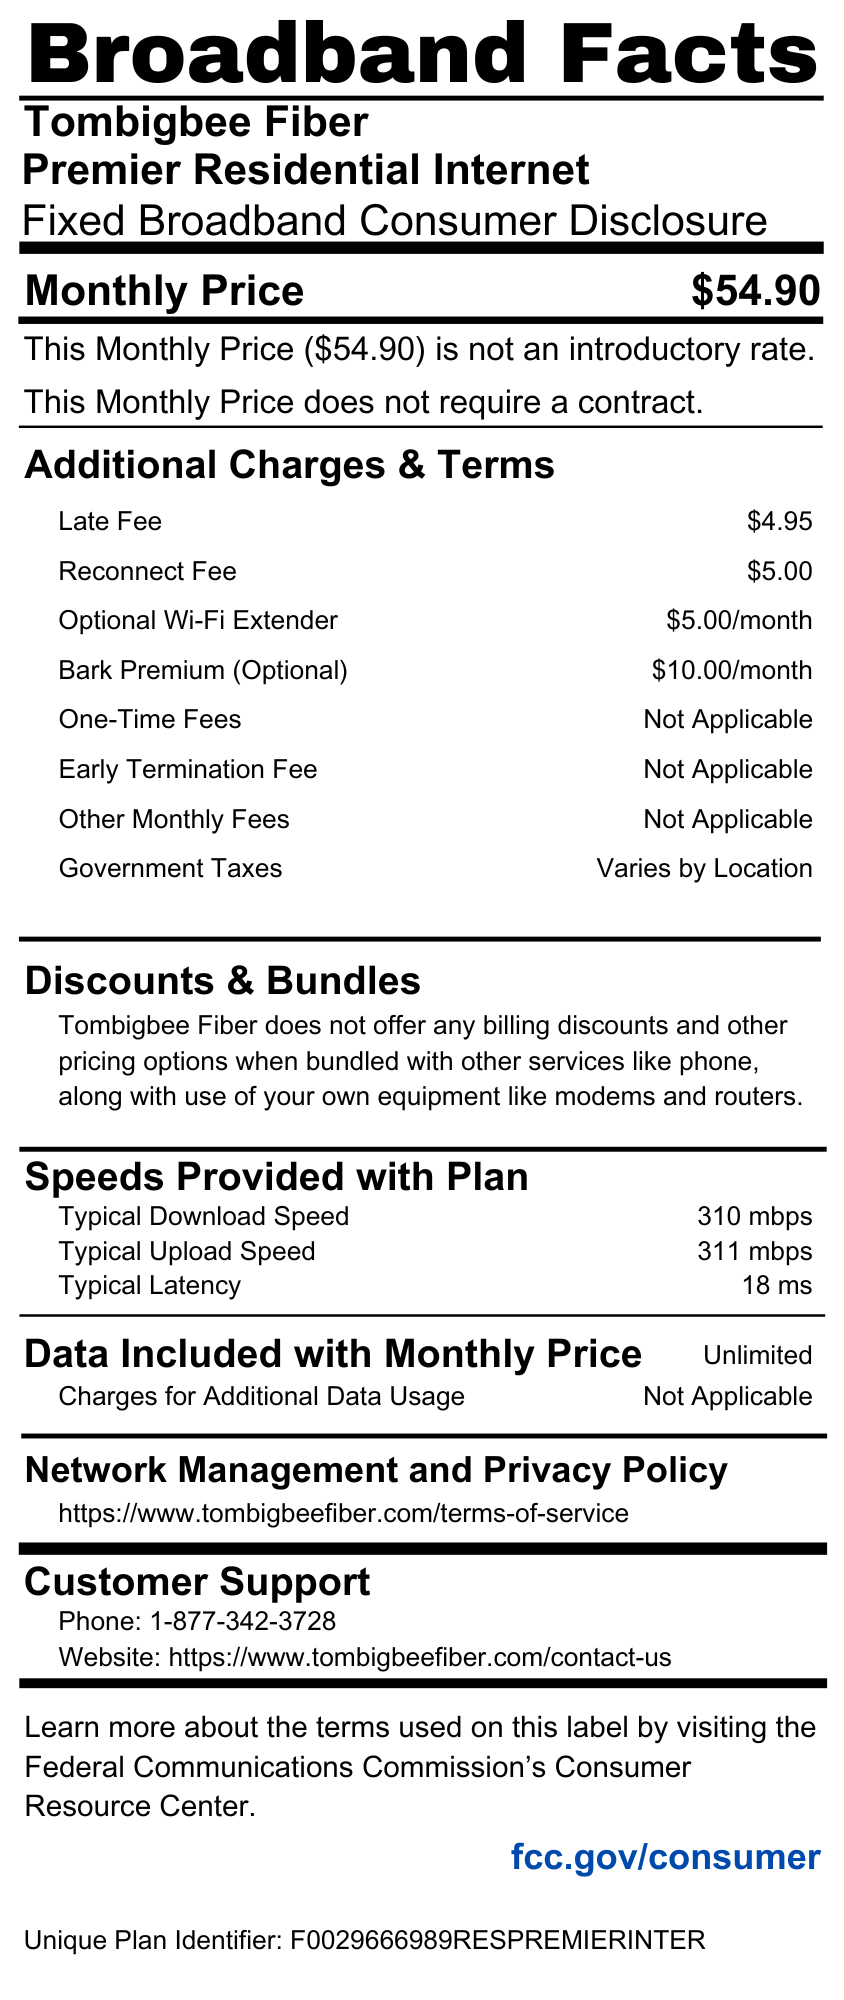 Broadband Facts
Tombigbee Fiber
Premier Residential Internet
Fixed Broadband Consumer Disclosure
Monthly Price $54.90
This Monthly Price ($54.90) is not an introductory rate.
This Monthly Price does not require a contract.
Additional Charges & Terms
Late Fee $4.95
Reconnect Fee $5.00
Optional Wi-Fi Extender $5.00/month
Bark Premium (Optional) $10.00/month
One-Time Fees Not Applicable
Early Termination Fee Not Applicable
Other Monthly Fees Not Applicable
Government Taxes Varies by Location
Discounts & Bundles
Tombigbee Fiber does not offer any billing discounts and other
pricing options when bundled with other services like phone,
along with use of your own equipment like modems and routers.
Speeds Provided with Plan
Typical Download Speed 310 mbps
Typical Upload Speed 311 mbps
Typical Latency 18 ms
Data Included with Monthly Price Unlimited
Charges for Additional Data Usage Not Applicable
Network Management and Privacy Policy
https://www.tombigbeefiber.com/terms-of-service
Customer Support
Phone: 1-877-342-3728
Website: https://www.tombigbeefiber.com/contact-us
Learn more about the terms used on this label by visiting the
Federal Communications Commission’s Consumer
Resource Center.
fcc.gov/consumer
Unique Plan Identifier: F0029666989RESPREMIERINTER